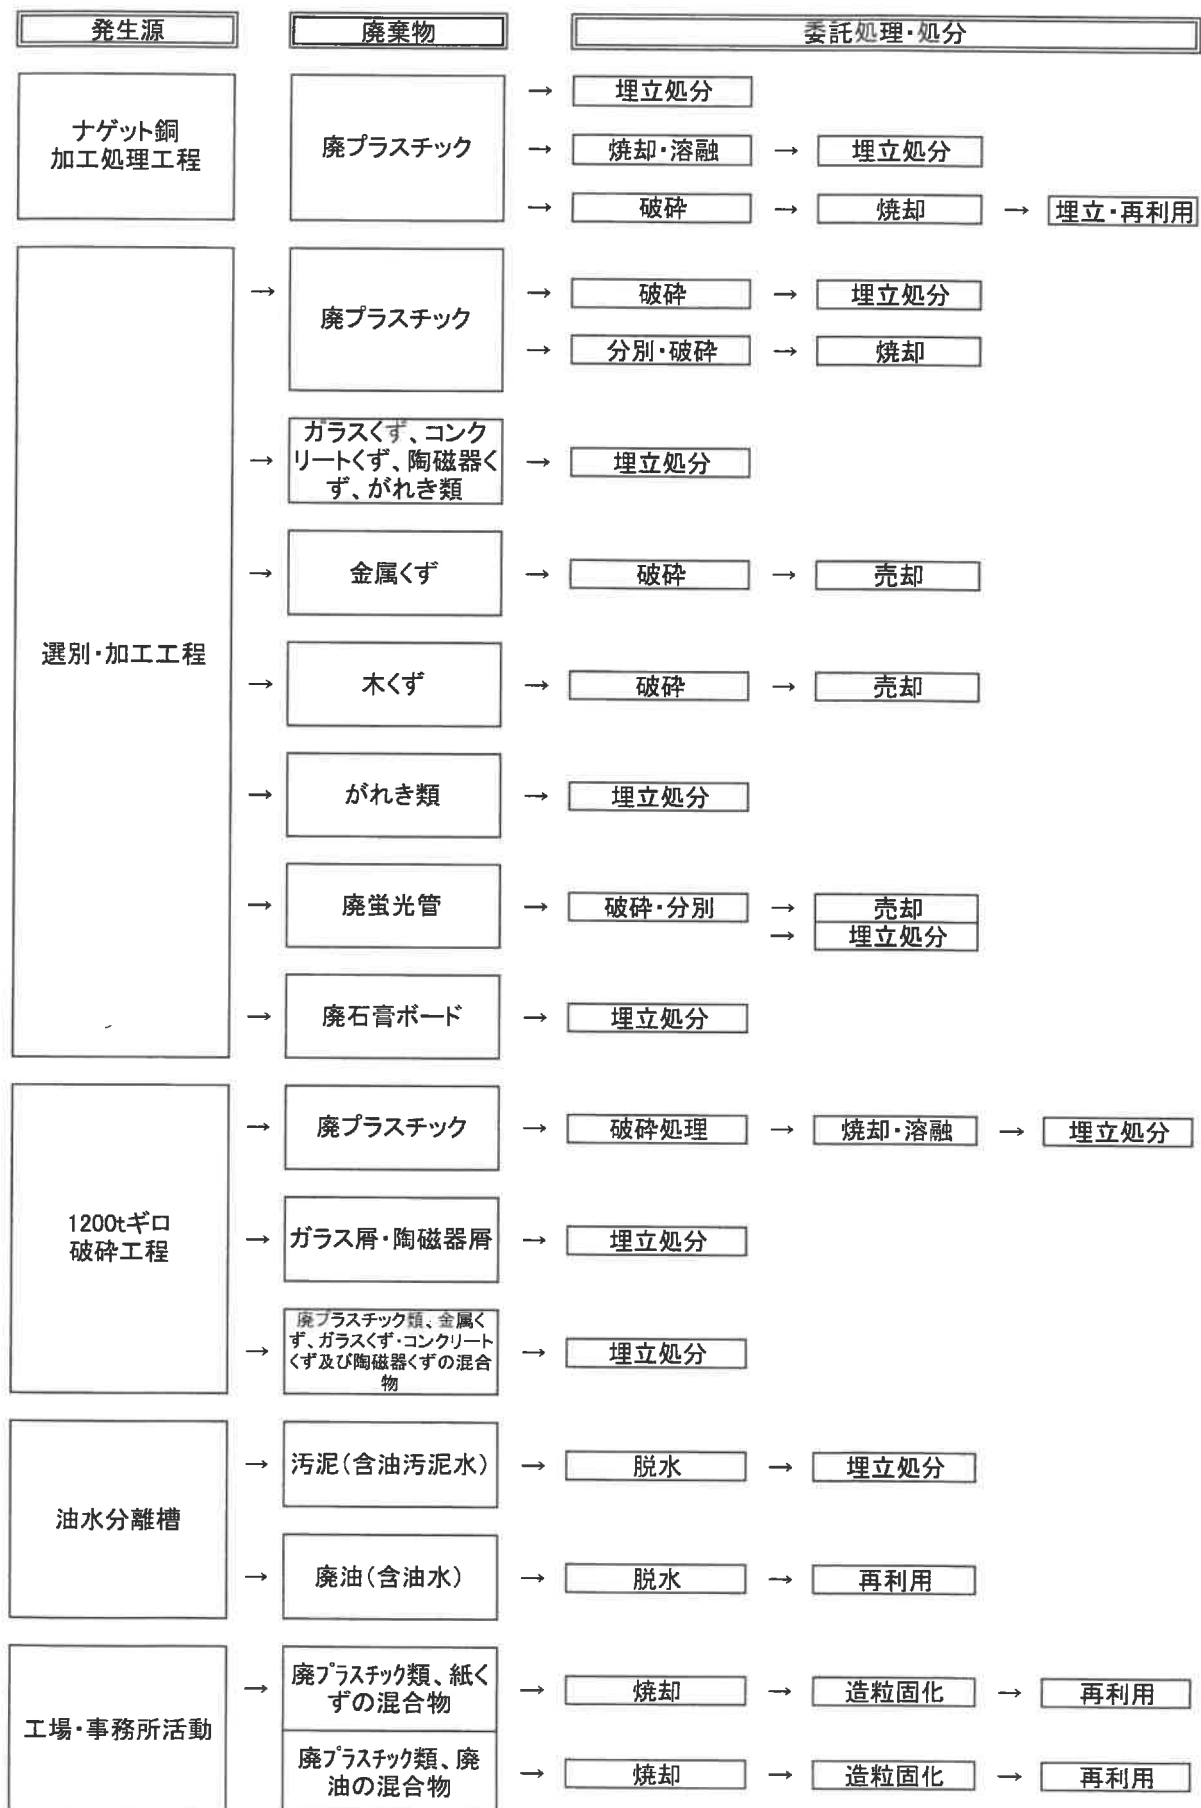 発生源 廃棄物 委託処理・処分
ナゲット銅
加工処理工程
廃プラスチック
→ 埋立処分
→ 焼却・溶融 → 埋立処分
→ 破砕 → 焼却 → 埋立・再利用
選別・加工工程
→ 廃プラスチック
→ 破砕 → 埋立処分
→ 分別・破砕 → 焼却
→ ガラスくず、コンク
リートくず、陶磁器く
ず、がれき類
→ 埋立処分
→ 金属くず → 破砕 → 売却
→ 木くず → 破砕 → 売却
→ がれき類 → 埋立処分
→ 廃蛍光管 → 破砕・分別 → 売却
→ 埋立処分
→ 廃石膏ボード → 埋立処分
1200tギロ
破砕工程
→ 廃プラスチック → 破砕処理 → 焼却・溶融 → 埋立処分
→ ガラス屑・陶磁器屑 → 埋立処分
→ 廃プラスチック類、金属く
ず、ガラスくず・コンクリート
くず及び陶磁器くずの混合
物
→ 埋立処分
油水分離槽
→ 汚泥(含油汚泥水) → 脱水 → 埋立処分
→ 廃油(含油水) → 脱水 → 再利用
工場・事務所活動
→ 廃プラスチック類、紙く
ずの混合物
→ 焼却 → 造粒固化 → 再利用
廃プラスチック類、廃
油の混合物
→ 焼却 → 造粒固化 → 再利用